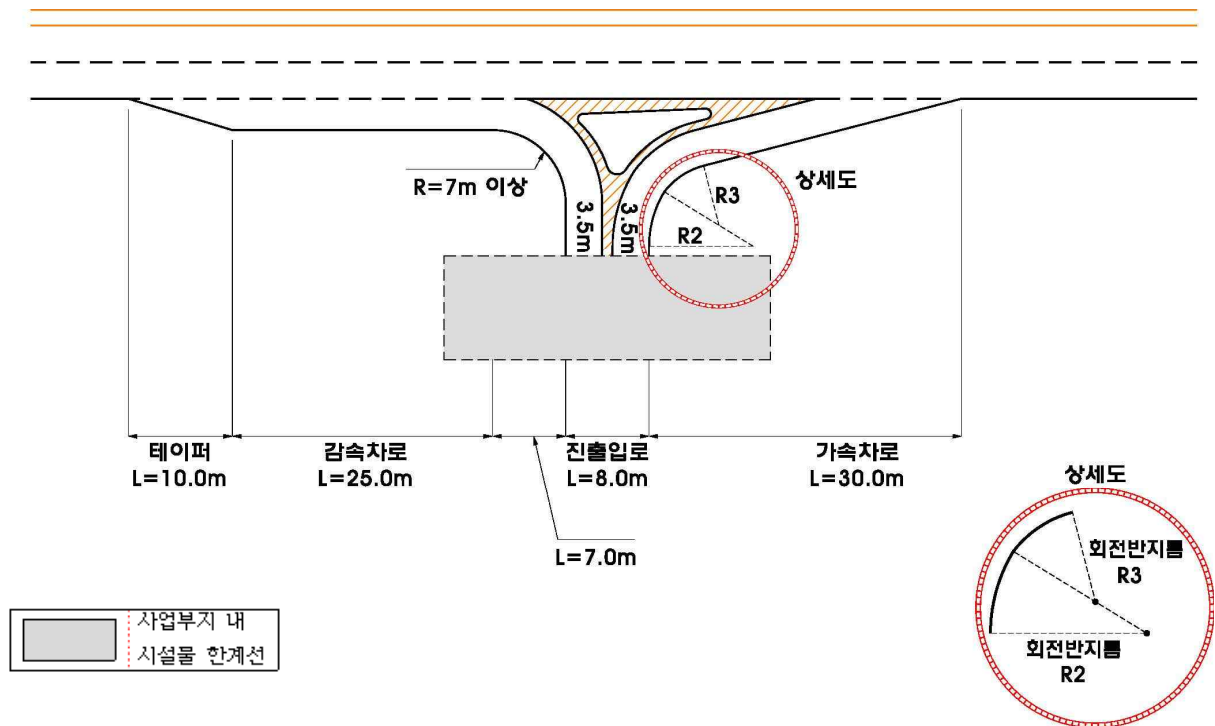 R=7m 이상
3.5m
3.5m
R3
R2
상세도
테이퍼
L=10.0m
감속차로
L=25.0m
진출입로
L=8.0m
가속차로
L=30.0m
L=7.0m
상세도
회전반지름
R3
회전반지름
R2
사업부지 내
시설물 한계선